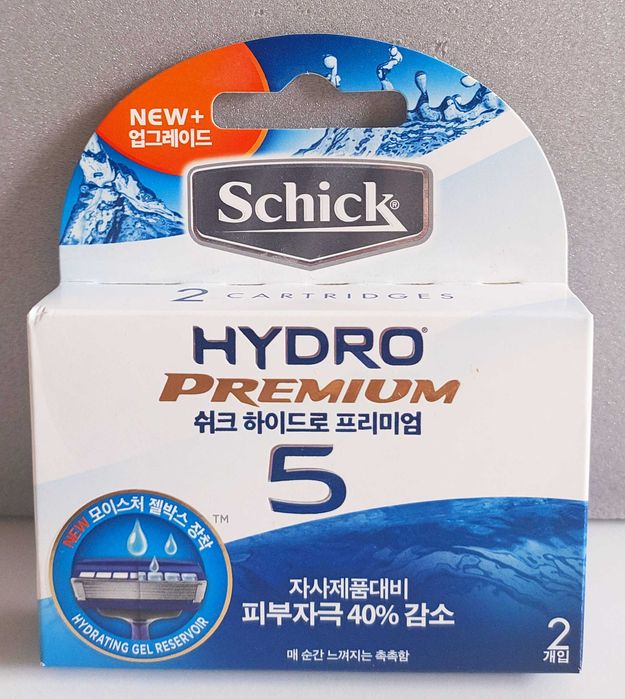 NEW+
업그레이드
Schick®
2 CARTRIDGES
HYDRO®
PREMIUM
쉬크 하이드로 프리미엄
5
NEW 모이스처 젤박스 장착
TM
HYDRATING GEL RESERVOIR
자사제품대비
피부자극 40% 감소
매 순간 느껴지는 촉촉함
2
개입